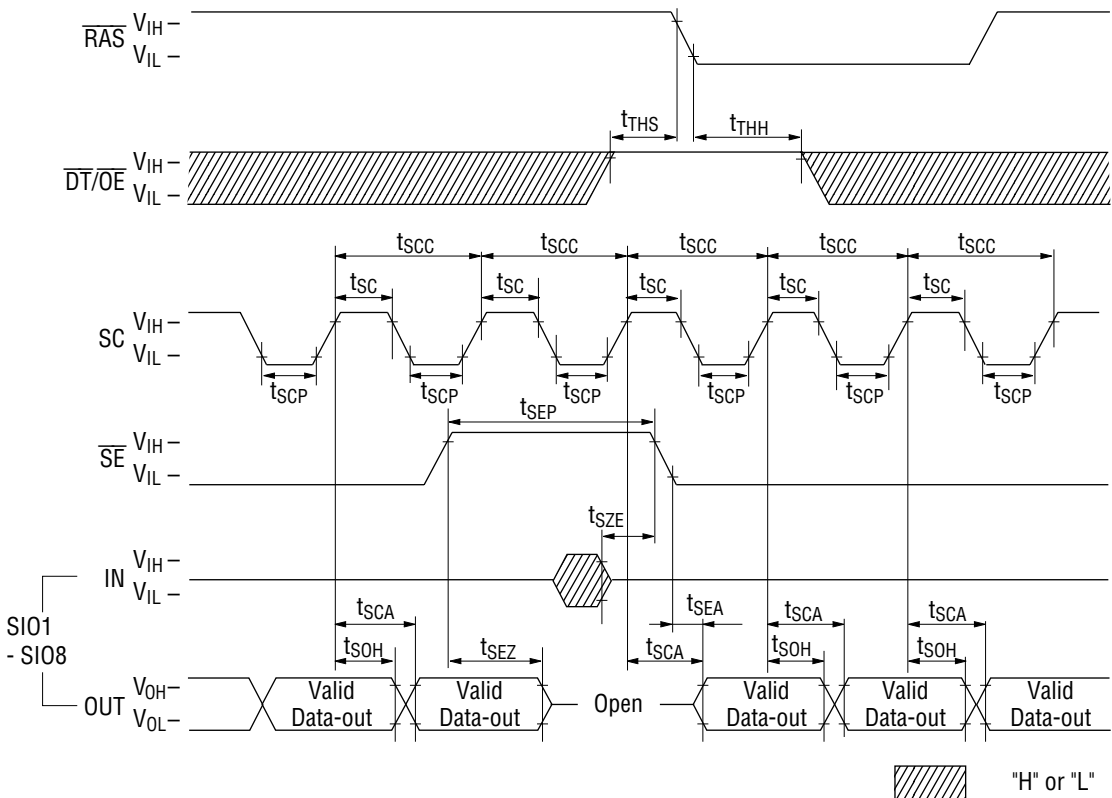 RAS VIH –
VIL –
tTHS tTHH
DT/OE VIH –
VIL –
tSCC tSCC tSCC tSCC tSCC
tSC tSC tSC tSC tSC
SC VIH –
VIL –
tSCP tSCP tSCP tSCP tSCP tSCP
tSEP
SE VIH –
VIL –
tSZE
IN VIH –
VIL –
SIO1
- SIO8
tSCA tSEA tSCA tSCA
tSOH tSEZ tSCA tSOH tSOH
OUT VOH –
VOL –
Valid Data-out
Valid Data-out
Open
Valid Data-out
Valid Data-out
Valid Data-out
"H" or "L"